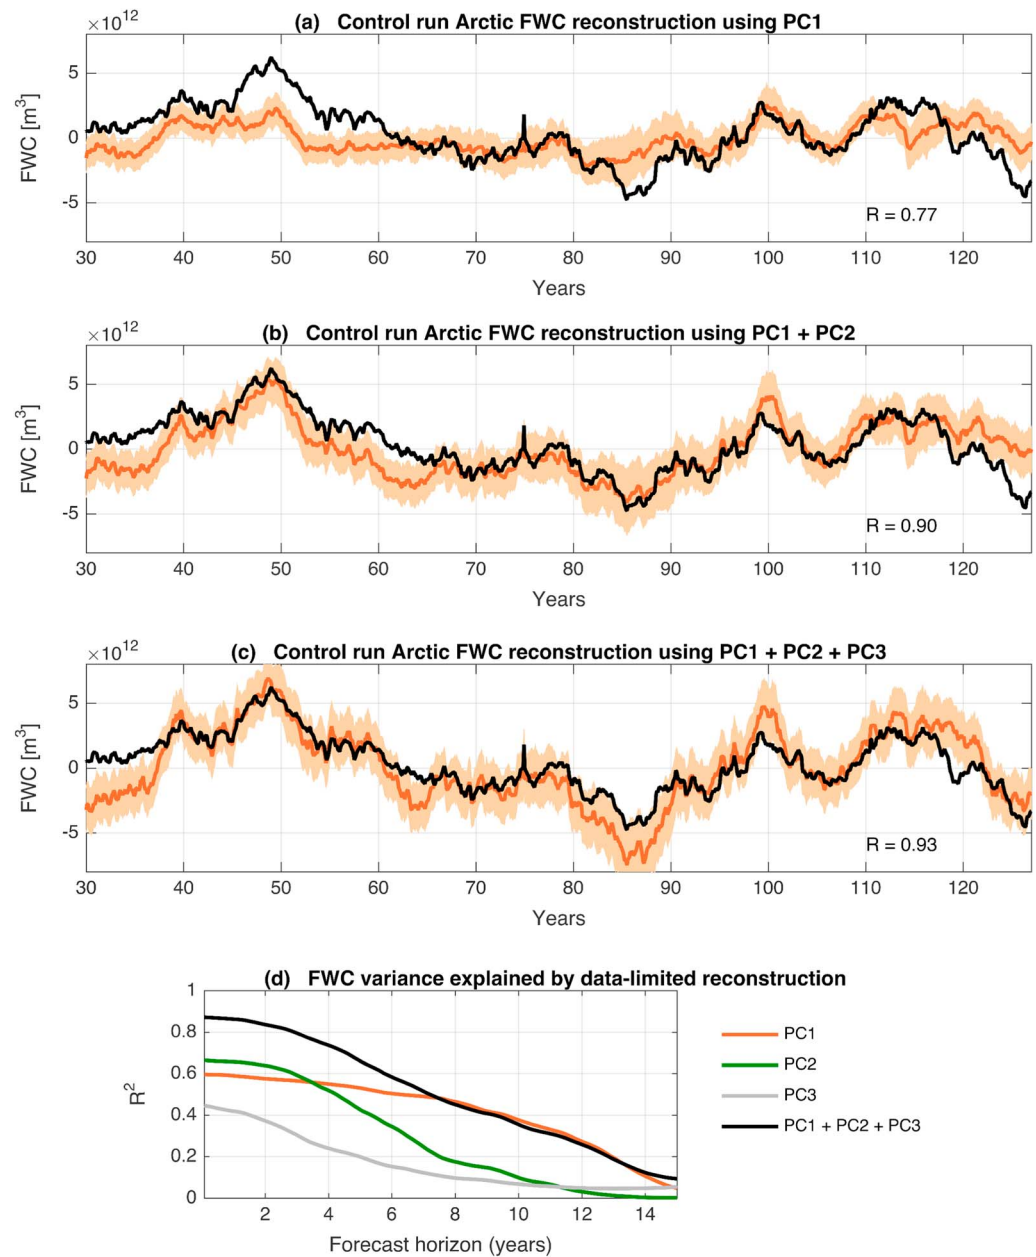 (a) Control run Arctic FWC reconstruction using PC1
×10¹²
FWC [m³]
5
0
-5
R = 0.77
30 40 50 60 70 80 90 100 110 120
Years
(b) Control run Arctic FWC reconstruction using PC1 + PC2
×10¹²
FWC [m³]
5
0
-5
R = 0.90
30 40 50 60 70 80 90 100 110 120
Years
(c) Control run Arctic FWC reconstruction using PC1 + PC2 + PC3
×10¹²
FWC [m³]
5
0
-5
R = 0.93
30 40 50 60 70 80 90 100 110 120
Years
(d) FWC variance explained by data-limited reconstruction
R²
1
0.8
0.6
0.4
0.2
0
2 4 6 8 10 12 14
Forecast horizon (years)
PC1
PC2
PC3
PC1 + PC2 + PC3